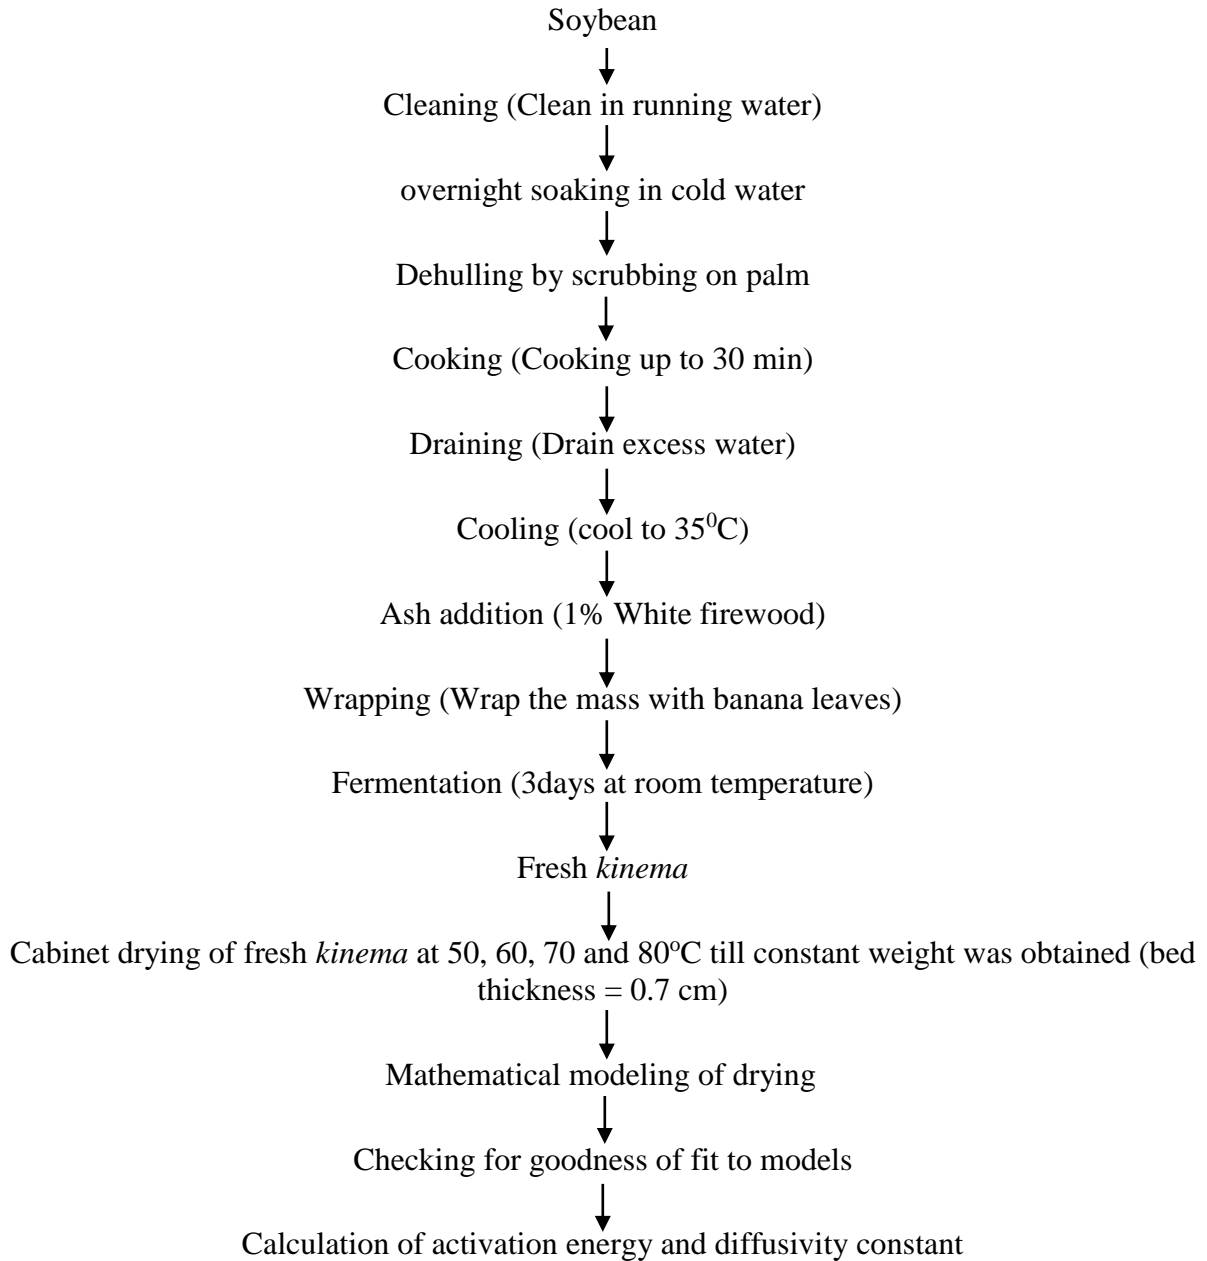 Soybean
Cleaning (Clean in running water)
overnight soaking in cold water
Dehulling by scrubbing on palm
Cooking (Cooking up to 30 min)
Draining (Drain excess water)
Cooling (cool to 35⁰C)
Ash addition (1% White firewood)
Wrapping (Wrap the mass with banana leaves)
Fermentation (3days at room temperature)
Fresh kinema
Cabinet drying of fresh kinema at 50, 60, 70 and 80ºC till constant weight was obtained (bed
thickness = 0.7 cm)
Mathematical modeling of drying
Checking for goodness of fit to models
Calculation of activation energy and diffusivity constant